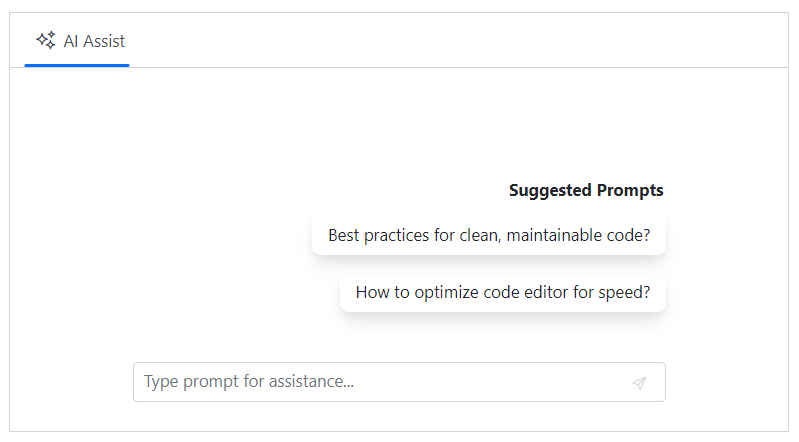 AI Assist
Suggested Prompts
Best practices for clean, maintainable code?
How to optimize code editor for speed?
Type prompt for assistance...